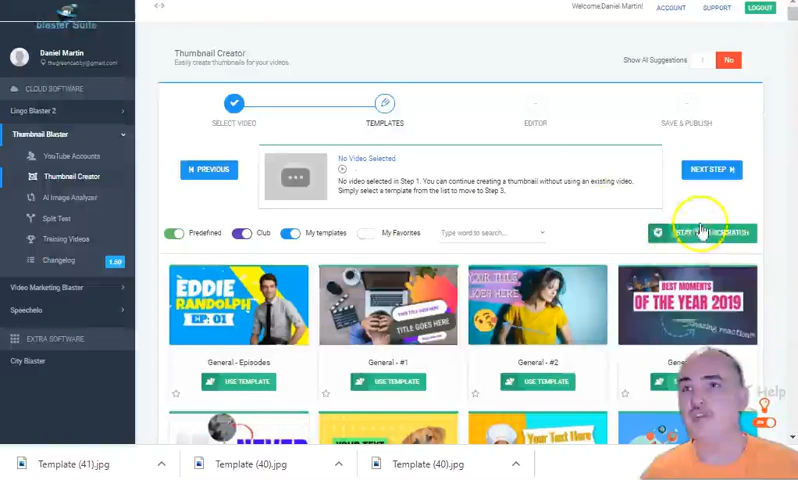 Blaster Suite
Welcome:Daniel Martin!
ACCOUNT
SUPPORT
LOGOUT
Daniel Martin
CLOUD SOFTWARE
Lingo Blaster 2
Thumbnail Blaster
YouTube Accounts
Thumbnail Creator
AI Image Analyzer
Split Test
Training Videos
Changelog
1.50
Video Marketing Blaster
Speechelo
EXTRA SOFTWARE
City Blaster
Thumbnail Creator
Easily create thumbnails for your videos.
Show AI Suggestions
No
SELECT VIDEO
TEMPLATES
EDITOR
SAVE & PUBLISH
PREVIOUS
No Video Selected
No video selected in Step 1. You can continue creating a thumbnail without using an existing video.
Simply select a template from the list to move to Step 3.
NEXT STEP
Predefined
Club
My templates
My Favorites
Type word to search...
EDDIE
RANDOLPH
EP: 01
TITLE GOES HERE
YOUR TITLE
GOES HERE
BEST MOMENTS
OF THE YEAR 2019
amazing reactions
General - Episodes
General - #1
General - #2
USE TEMPLATE
USE TEMPLATE
USE TEMPLATE
USE TEMPLATE
NEVER
YOUR TEXT
Your Text Here
Help
Template (41).jpg
Template (40).jpg
Template (40).jpg